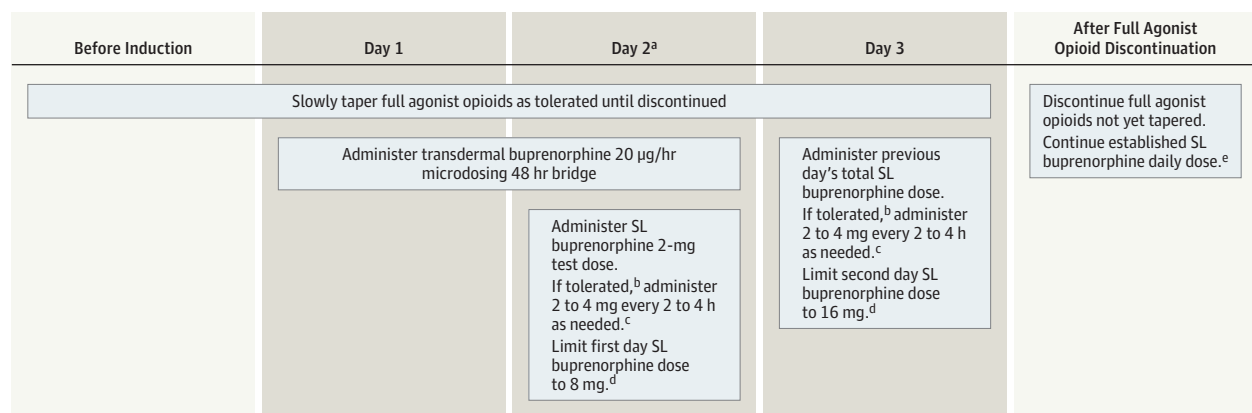 Before Induction
Day 1
Day 2a
Day 3
After Full Agonist
Opioid Discontinuation
Slowly taper full agonist opioids as tolerated until discontinued
Discontinue full agonist
opioids not yet tapered.
Continue established SL
buprenorphine daily dose.e
Administer transdermal buprenorphine 20 µg/hr
microdosing 48 hr bridge
Administer SL
buprenorphine 2-mg
test dose.
If tolerated,b administer
2 to 4 mg every 2 to 4 h
as needed.c
Limit first day SL
buprenorphine dose
to 8 mg.d
Administer previous
day's total SL
buprenorphine dose.
If tolerated,b administer
2 to 4 mg every 2 to 4 h
as needed.c
Limit second day SL
buprenorphine dose
to 16 mg.d